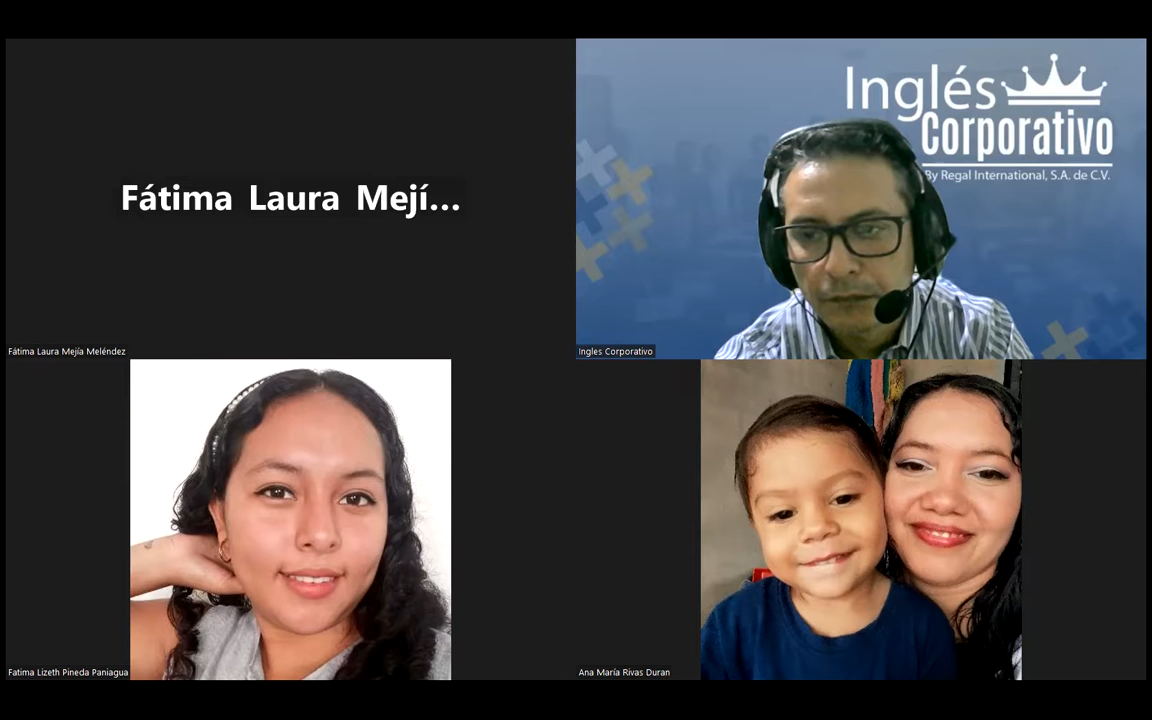 Fátima Laura Mejí...
Fátima Laura Mejía Meléndez
Inglés
Corporativo
By Regal International, S.A. de C.V.
Ingles Corporativo
Fatima Lizeth Pineda Paniagua
Ana María Rivas Duran